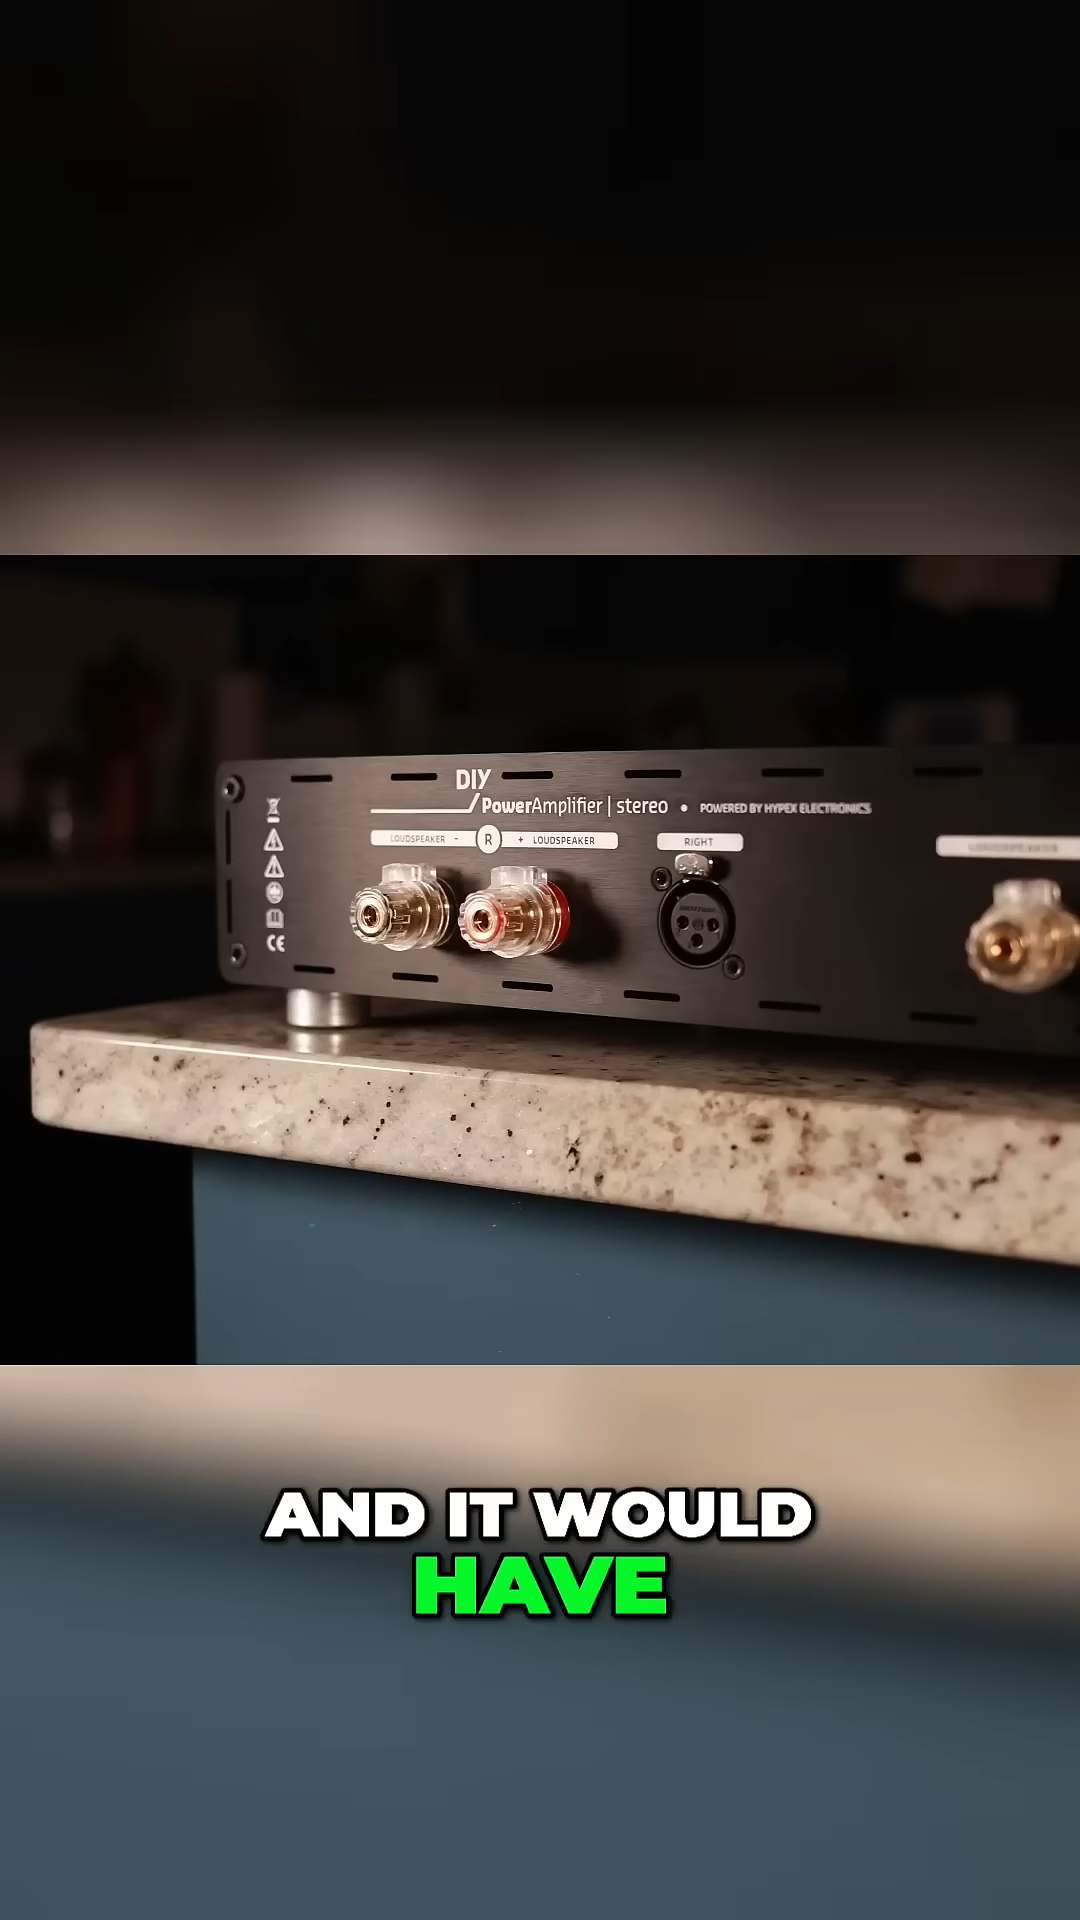 DIY
PowerAmplifier | stereo • POWERED BY HYPEX ELECTRONICS
LOUDSPEAKER - R + LOUDSPEAKER
RIGHT
CE
AND IT WOULD
HAVE